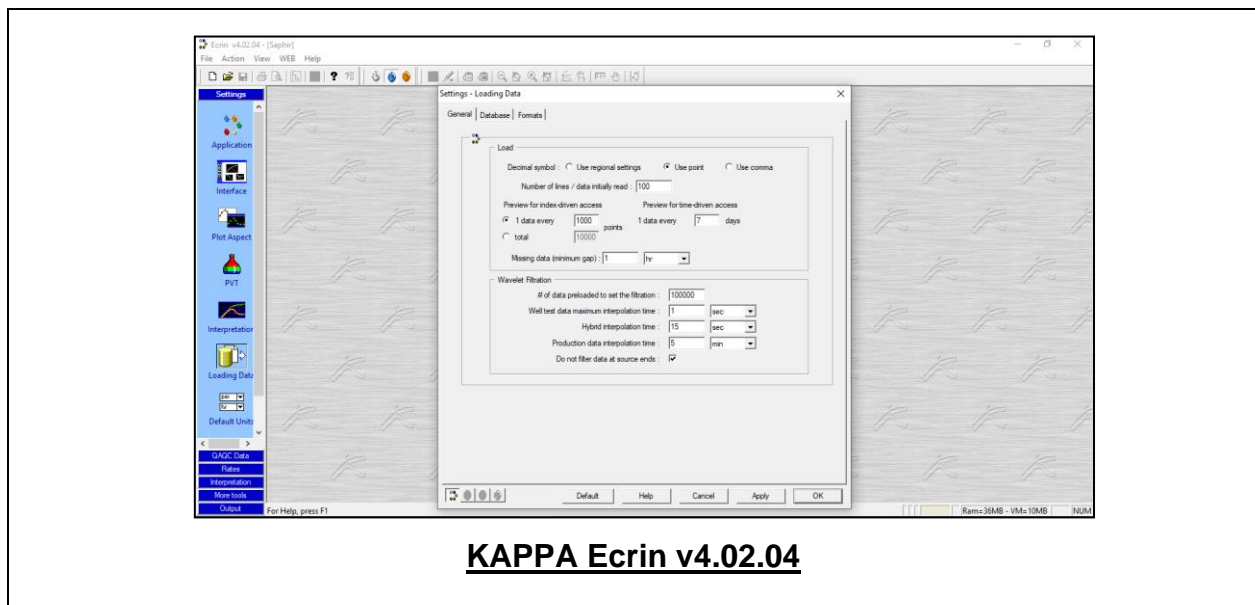 Ecrin v4.02.04 - [Saphir]
File Action View WEB Help
Settings
Application
Interface
Plot Aspect
PVT
Interpretation
Loading Data
psi
hr
Default Units
QAQC Data
Rates
Interpretation
More tools
Output
For Help, press F1
Settings - Loading Data
General Database Formats
Load
Decimal symbol : Use regional settings Use point Use comma
Number of lines / data initially read : 100
Preview for index-driven access Preview for time-driven access
1 data every 1000 points 1 data every 7 days
total 10000
Missing data (minimum gap) : 1 hr
Wavelet Filtration
# of data preloaded to set the filtration : 100000
Well test data maximum interpolation time : 1 sec
Hybrid interpolation time : 15 sec
Production data interpolation time : 5 min
Do not filter data at source ends :
Default Help Cancel Apply OK
Ram=36MB - VM=10MB NUM
KAPPA Ecrin v4.02.04